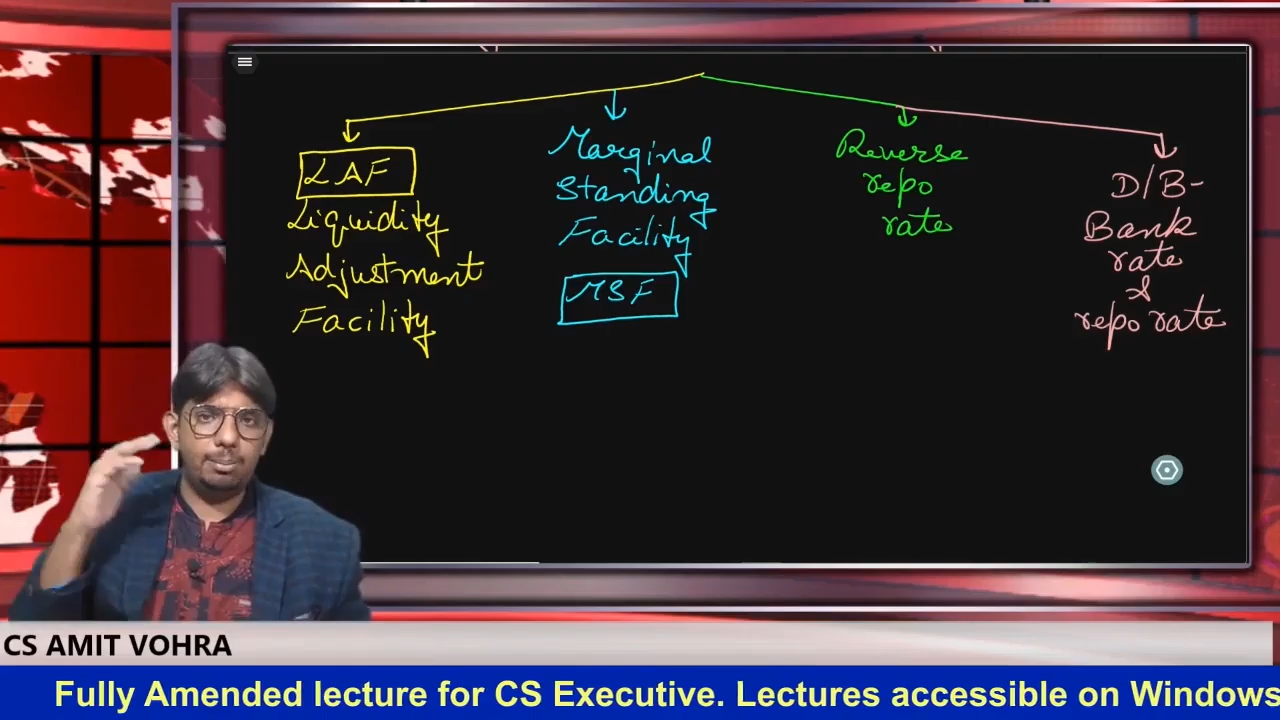 LAF
Liquidity
Adjustment
Facility
Marginal
Standing
Facility
MSF
Reverse
repo
rate
D/B-
Bank
rate
&
repo rate
CS AMIT VOHRA
Fully Amended lecture for CS Executive. Lectures accessible on Windows